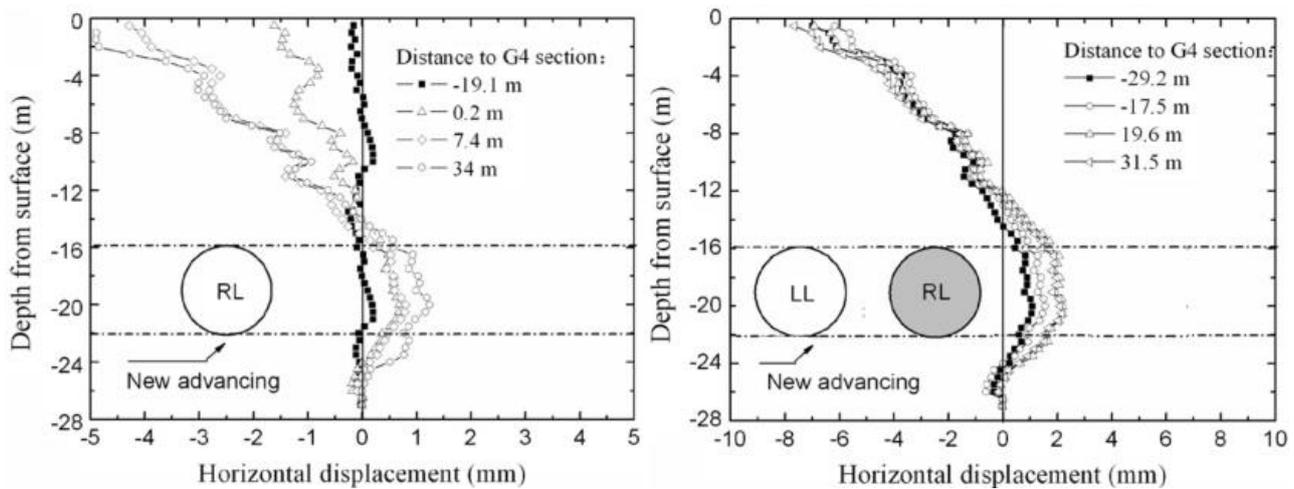 Depth from surface (m)
0
-4
-8
-12
-16
-20
-24
-28
Distance to G4 section:
-19.1 m
0.2 m
7.4 m
34 m
RL
New advancing
-5 -4 -3 -2 -1 0 1 2 3 4 5
Horizontal displacement (mm)
Depth from surface (m)
0
-4
-8
-12
-16
-20
-24
-28
Distance to G4 section:
-29.2 m
-17.5 m
19.6 m
31.5 m
LL RL
New advancing
-10 -8 -6 -4 -2 0 2 4 6 8 10
Horizontal displacement (mm)